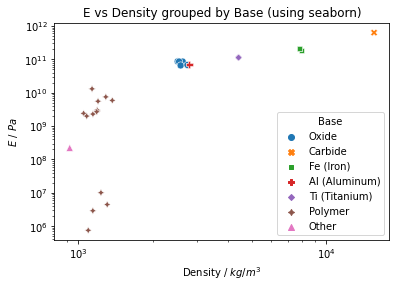 E vs Density grouped by Base (using seaborn)
10¹²
10¹¹
10¹⁰
10⁹
10⁸
10⁷
10⁶
E / Pa
Base
Oxide
Carbide
Fe (Iron)
Al (Aluminum)
Ti (Titanium)
Polymer
Other
10³
10⁴
Density / kg/m³